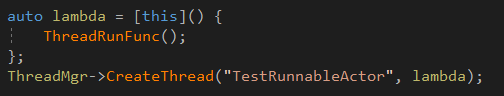 auto lambda = [this]() {
    ThreadRunFunc();
};
ThreadMgr->CreateThread("TestRunnableActor", lambda);